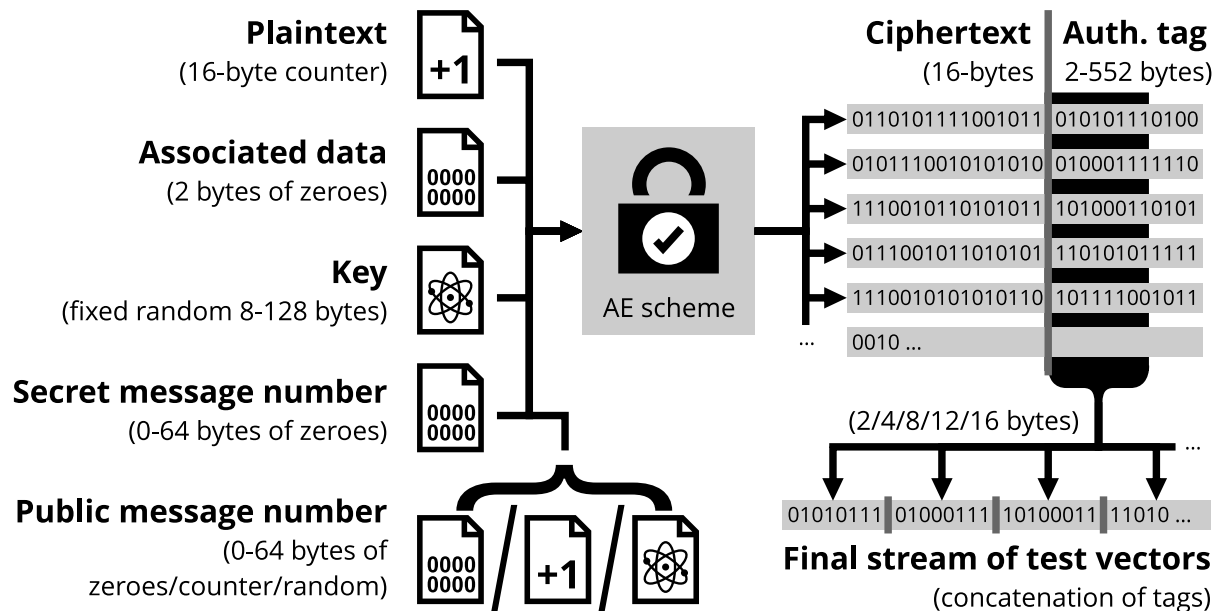 Plaintext
(16-byte counter)
+1
Associated data
(2 bytes of zeroes)
0000
0000
Key
(fixed random 8-128 bytes)
Secret message number
(0-64 bytes of zeroes)
0000
0000
Public message number
(0-64 bytes of
zeroes/counter/random)
0000
0000
+1
AE scheme
Ciphertext
(16-bytes
Auth. tag
2-552 bytes)
0110101111001011 010101110100
0101110010101010 010001111110
1110010110101011 101000110101
0111001011010101 110101011111
1110010101010110 101111001011
...
0010 ...
(2/4/8/12/16 bytes)
...
01010111 01000111 10100011 11010 ...
Final stream of test vectors
(concatenation of tags)